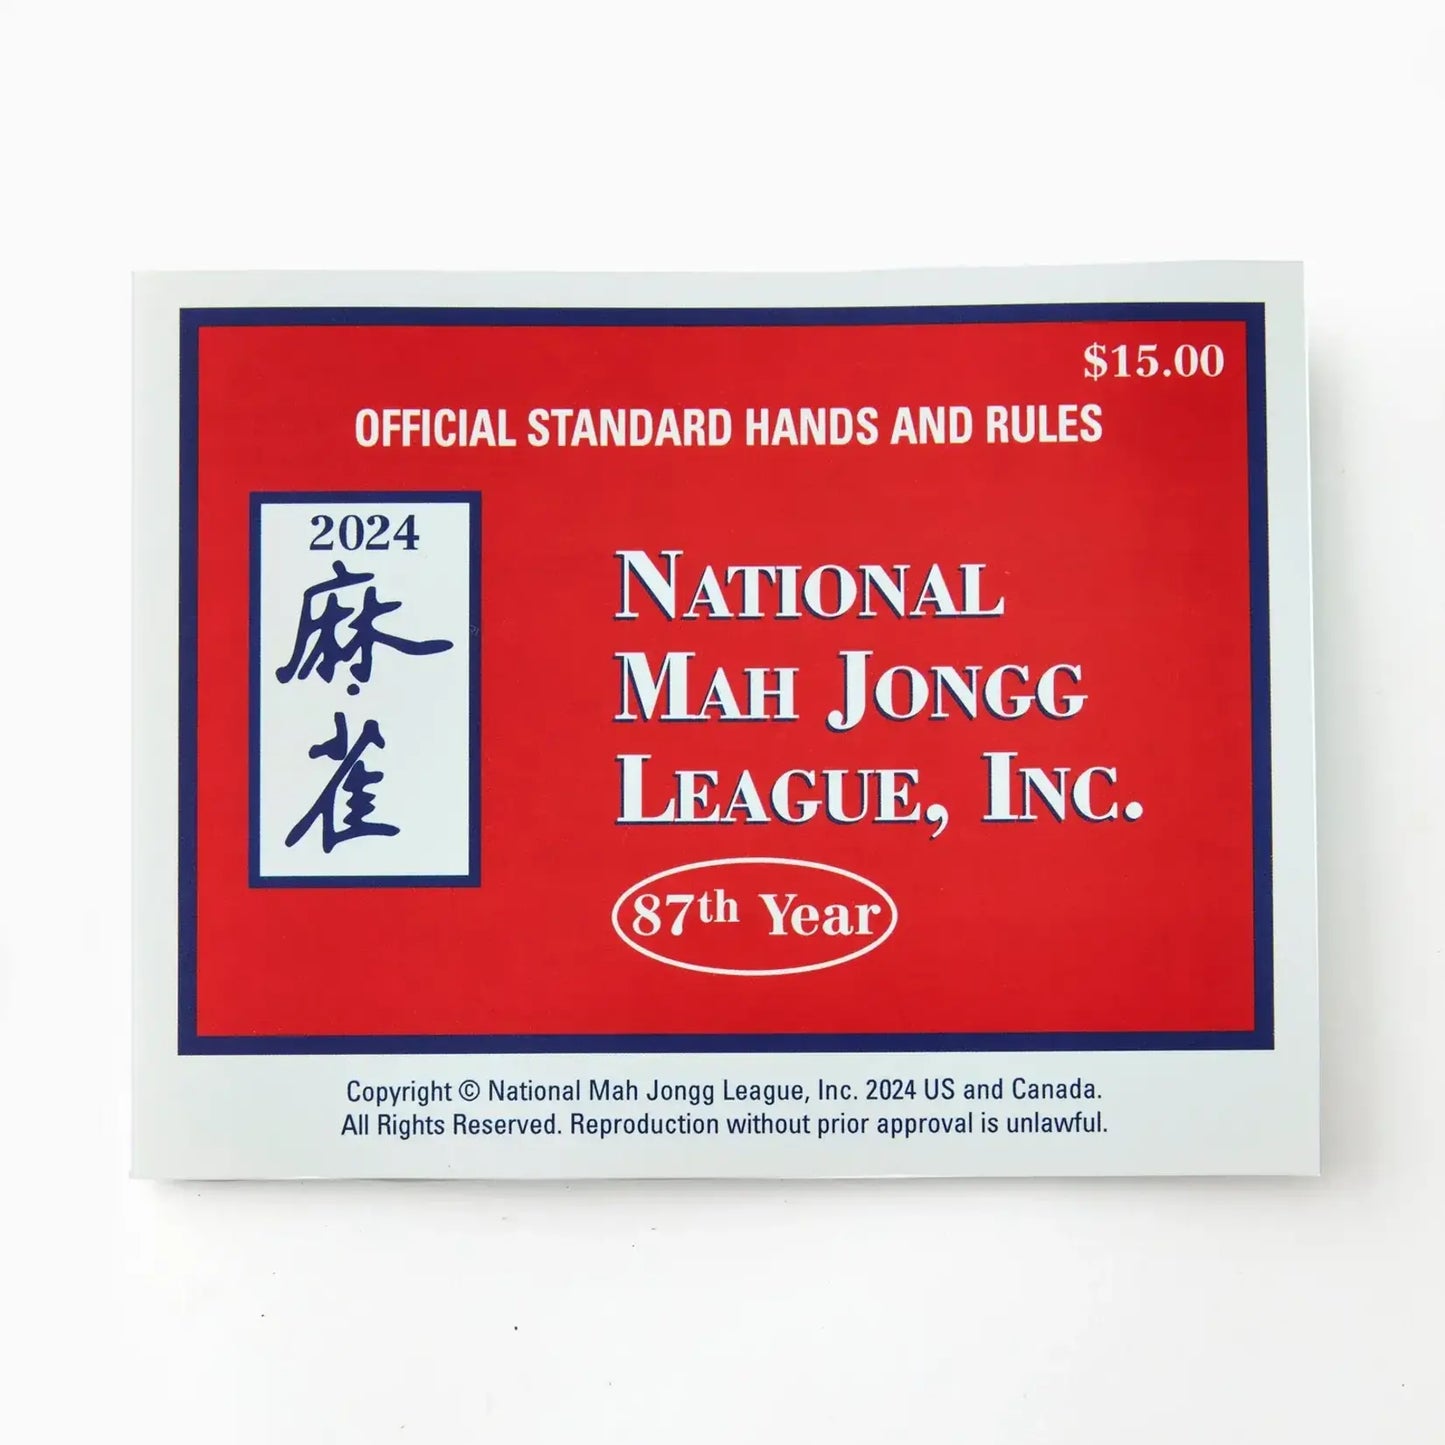 $15.00
OFFICIAL STANDARD HANDS AND RULES
2024
麻
雀
NATIONAL
MAH JONGG
LEAGUE, INC.
87th Year
Copyright © National Mah Jongg League, Inc. 2024 US and Canada.
All Rights Reserved. Reproduction without prior approval is unlawful.